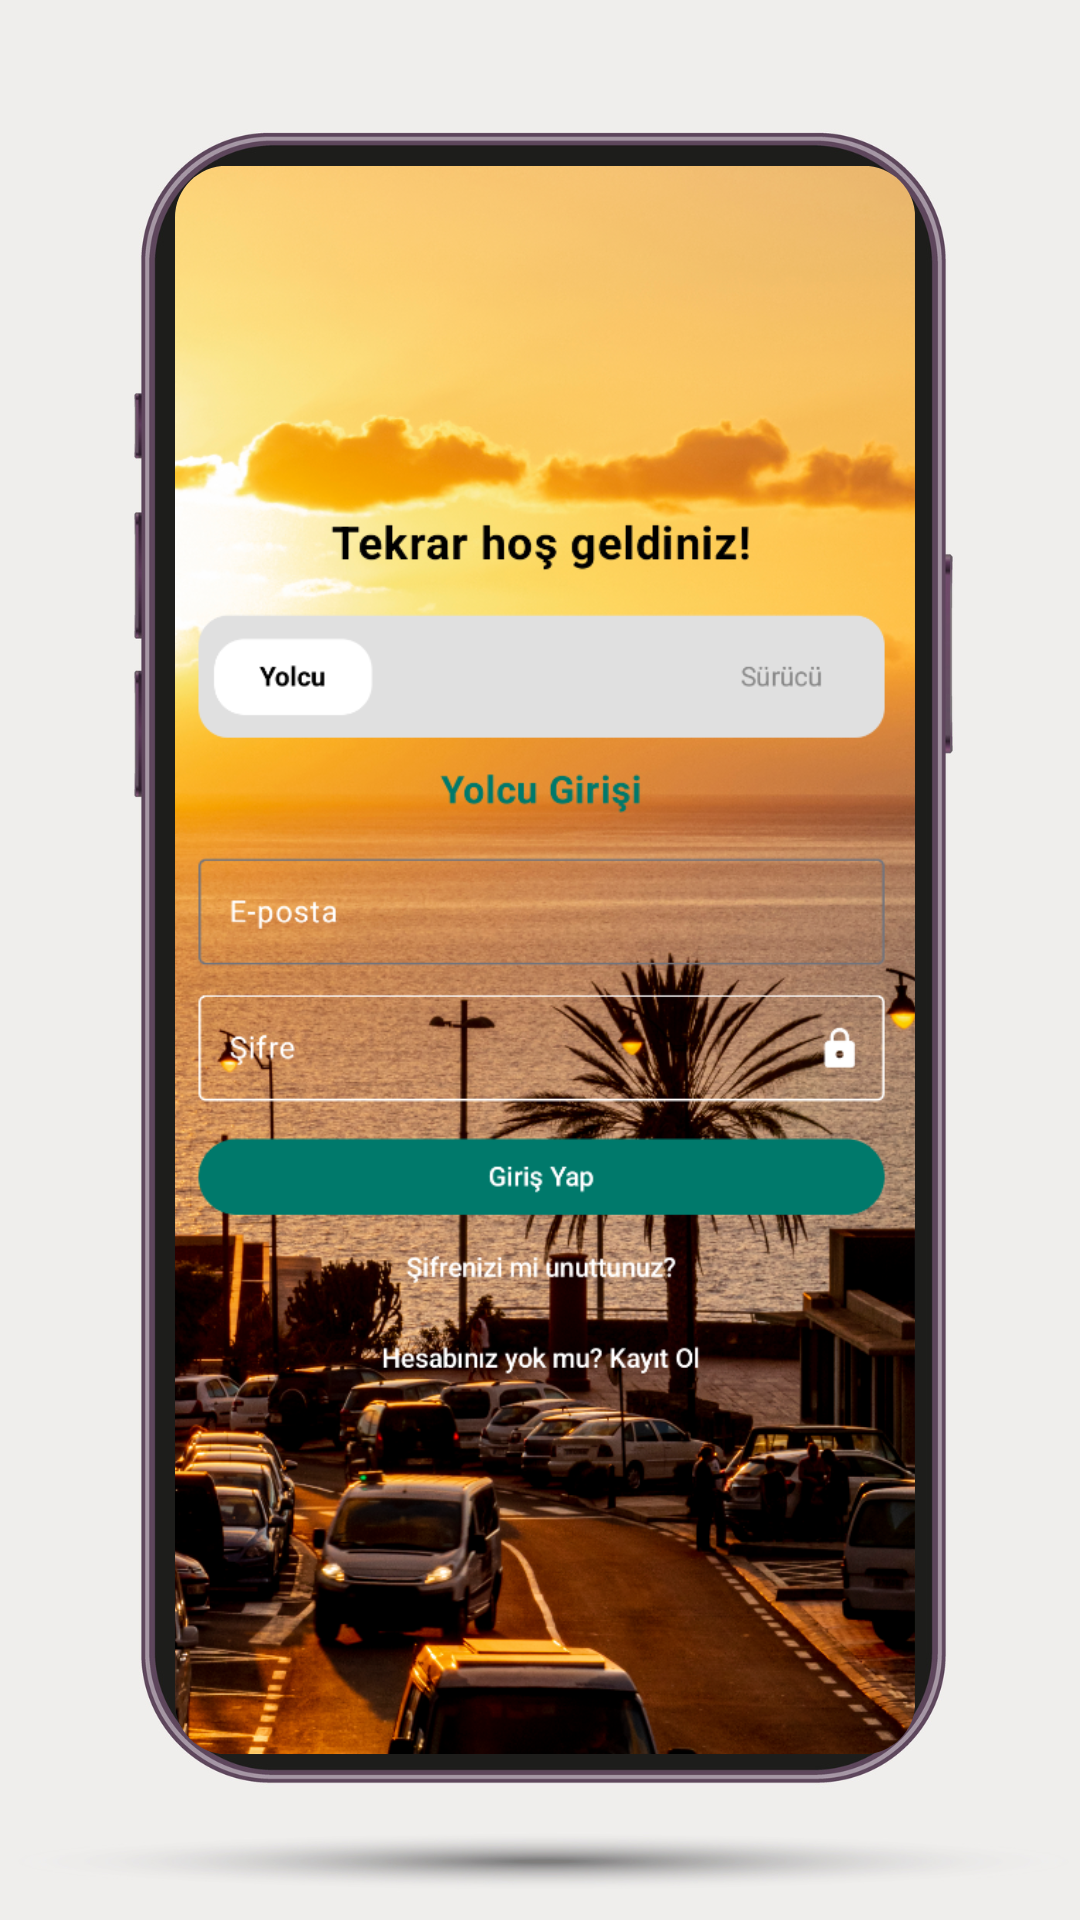 Tekrar hoş geldiniz!
Yolcu
Sürücü
Yolcu Girişi
E-posta
Şifre
Giriş Yap
Şifrenizi mi unuttunuz?
Hesabınız yok mu? Kayıt Ol